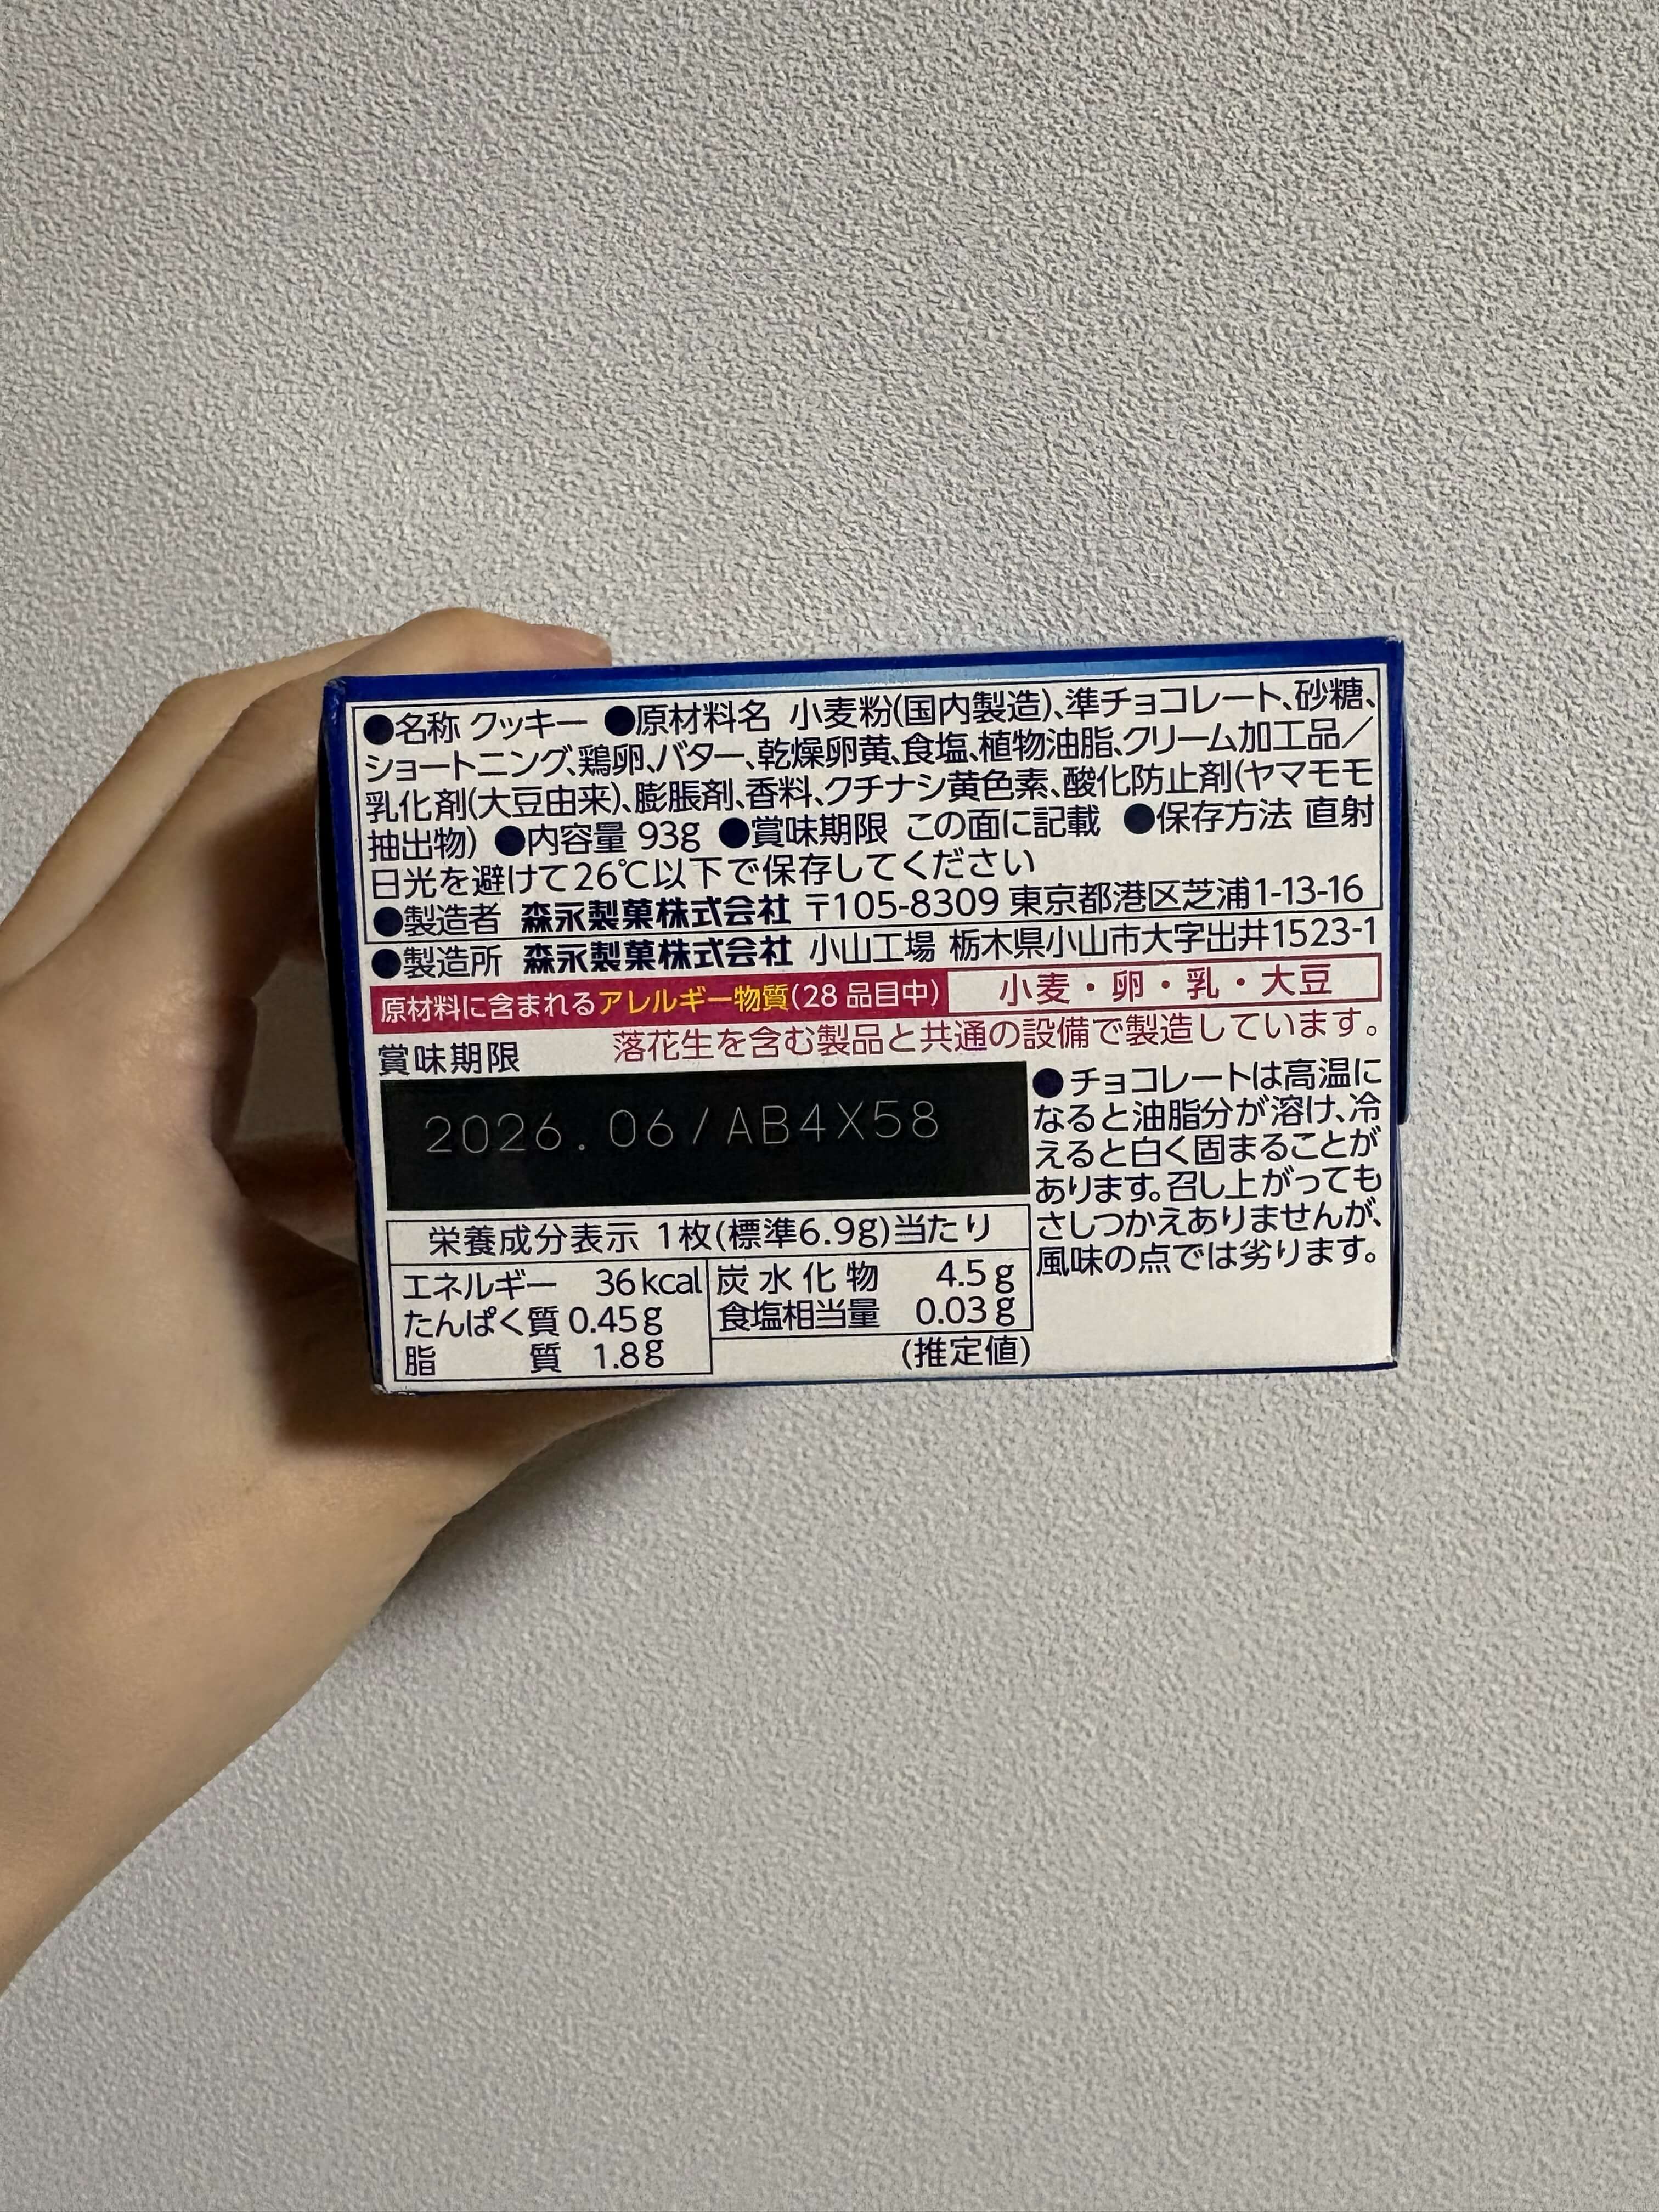 ●名称 クッキー ●原材料名 小麦粉(国内製造)、準チョコレート、砂糖、
ショートニング、鶏卵、バター、乾燥卵黄、食塩、植物油脂、クリーム加工品／
乳化剤(大豆由来)、膨脹剤、香料、クチナシ黄色素、酸化防止剤(ヤマモモ
抽出物) ●内容量 93g ●賞味期限 この面に記載 ●保存方法 直射
日光を避けて26℃以下で保存してください
●製造者 森永製菓株式会社 〒105-8309 東京都港区芝浦1-13-16
●製造所 森永製菓株式会社 小山工場 栃木県小山市大字出井1523-1
原材料に含まれるアレルギー物質(28品目中) 小麦・卵・乳・大豆
落花生を含む製品と共通の設備で製造しています。
賞味期限
2026.06/AB4X58
●チョコレートは高温に
なると油脂分が溶け、冷
えると白く固まることが
あります。召し上がっても
さしつかえありませんが、
風味の点では劣ります。
栄養成分表示 1枚(標準6.9g)当たり
エネルギー 36kcal
たんぱく質 0.45g
脂質 1.8g
炭水化物 4.5g
食塩相当量 0.03g
(推定値)